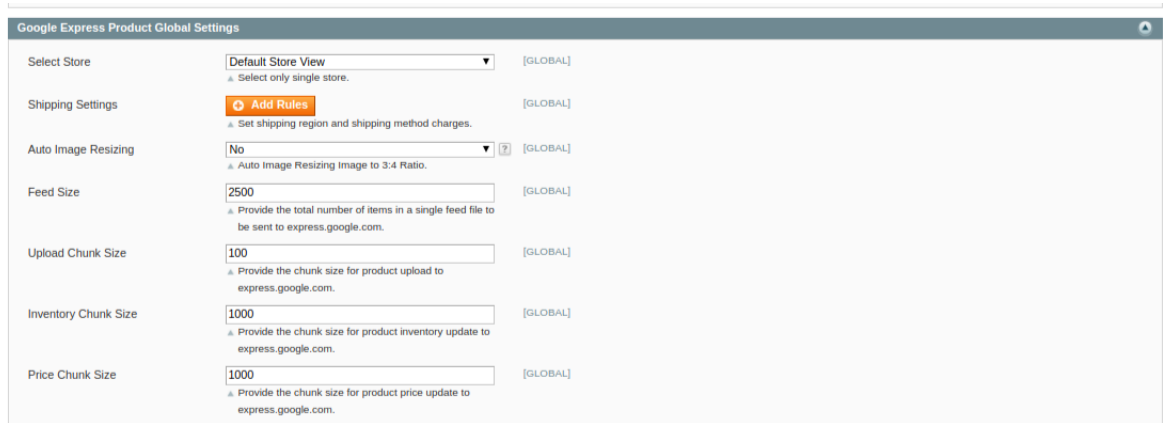 Google Express Product Global Settings
Select Store Default Store View [GLOBAL]
Select only single store.
Shipping Settings Add Rules [GLOBAL]
Set shipping region and shipping method charges.
Auto Image Resizing No ? [GLOBAL]
Auto Image Resizing Image to 3:4 Ratio.
Feed Size 2500 [GLOBAL]
Provide the total number of items in a single feed file to
be sent to express.google.com.
Upload Chunk Size 100 [GLOBAL]
Provide the chunk size for product upload to
express.google.com.
Inventory Chunk Size 1000 [GLOBAL]
Provide the chunk size for product inventory update to
express.google.com.
Price Chunk Size 1000 [GLOBAL]
Provide the chunk size for product price update to
express.google.com.